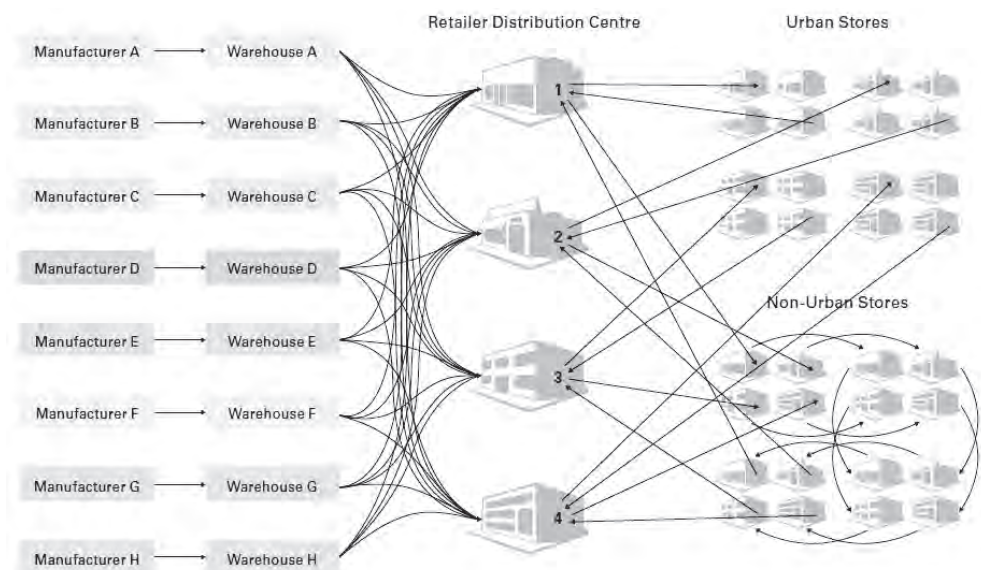 Retailer Distribution Centre
Urban Stores
Manufacturer A
Warehouse A
1
Manufacturer B
Warehouse B
Manufacturer C
Warehouse C
2
Manufacturer D
Warehouse D
Non-Urban Stores
Manufacturer E
Warehouse E
3
Manufacturer F
Warehouse F
Manufacturer G
Warehouse G
4
Manufacturer H
Warehouse H